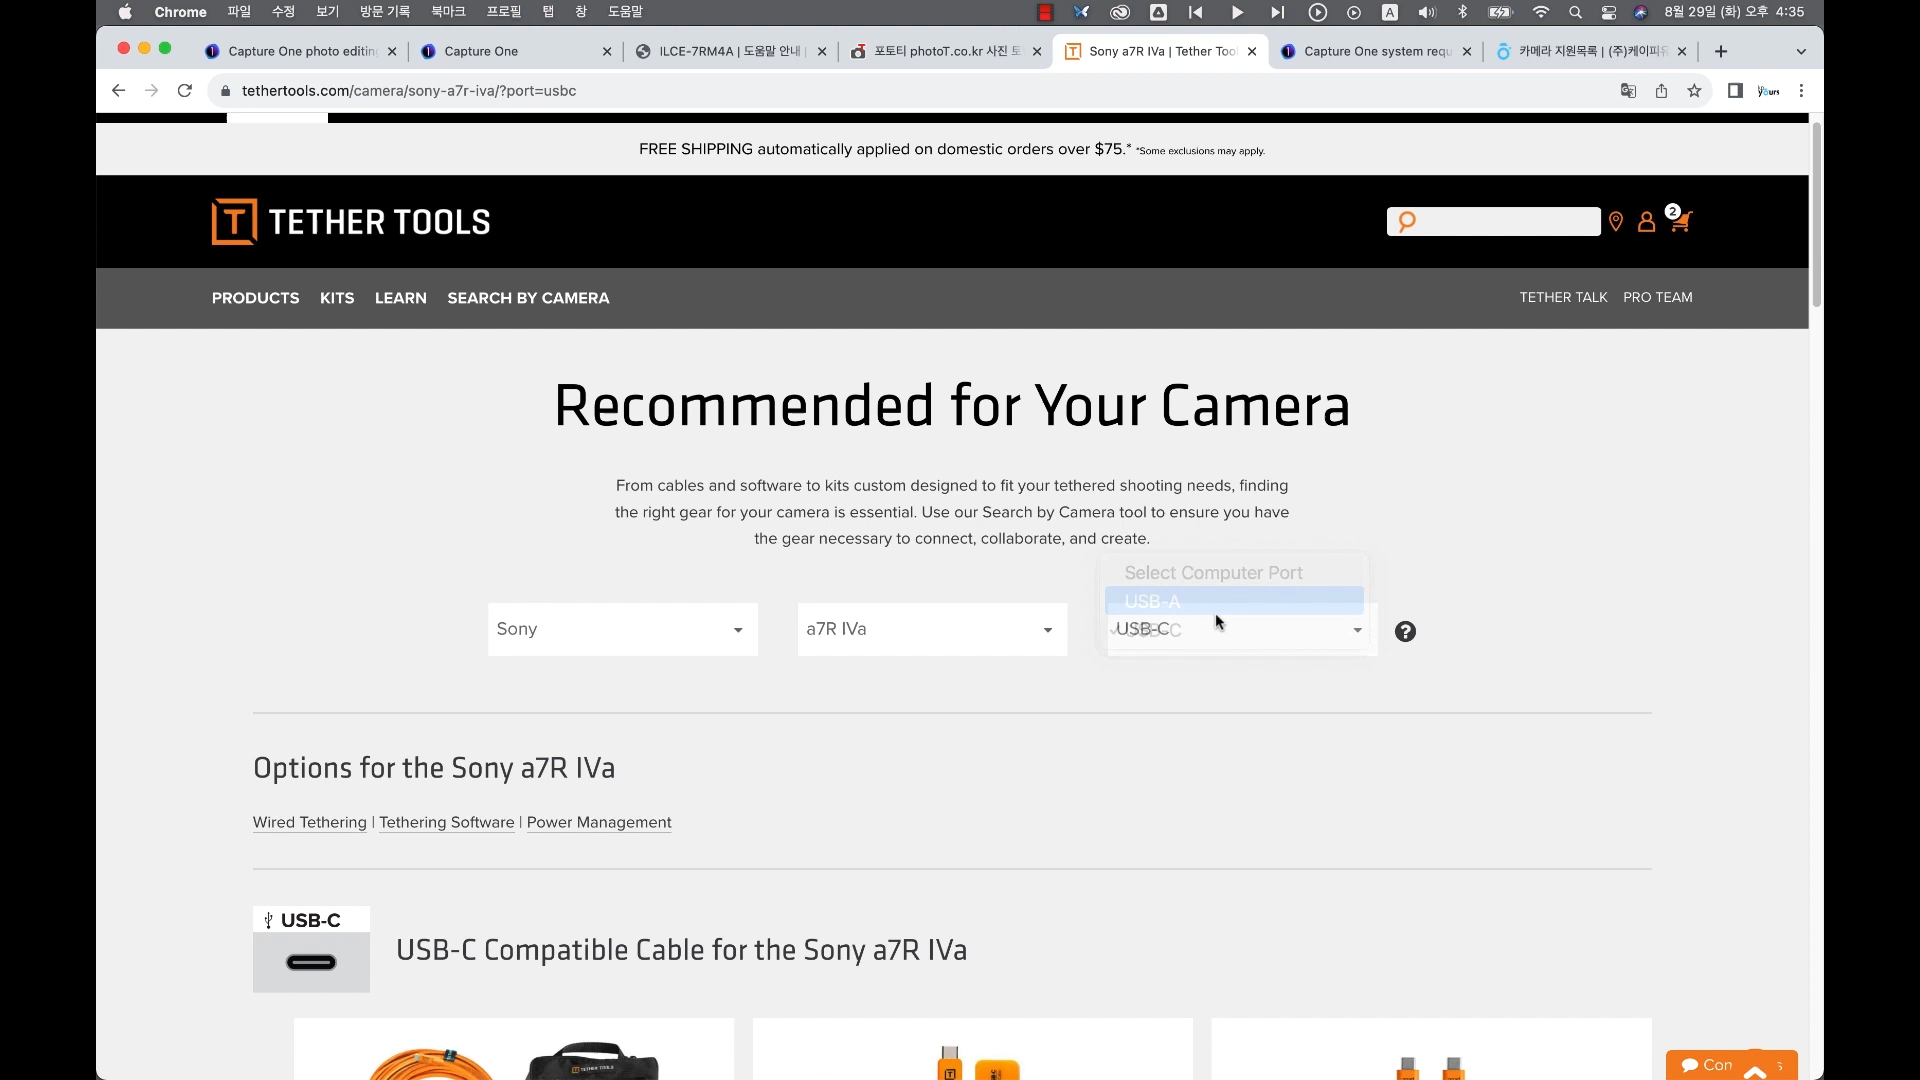 Chrome 파일 수정 보기 방문 기록 북마크 프로필 탭 창 도움말 A 8월 29일 (화) 오후 4:35
Capture One photo editing Capture One ILCE-7RM4A | 도움말 안내 | 포토티 photoT.co.kr 사진 토 Sony a7R IVa | Tether Too Capture One system requ 카메라 지원목록 | (주)케이피
tethertools.com/camera/sony-a7r-iva/?port=usbc
FREE SHIPPING automatically applied on domestic orders over $75.* *Some exclusions may apply.
T TETHER TOOLS 2
PRODUCTS KITS LEARN SEARCH BY CAMERA TETHER TALK PRO TEAM
Recommended for Your Camera
From cables and software to kits custom designed to fit your tethered shooting needs, finding
the right gear for your camera is essential. Use our Search by Camera tool to ensure you have
the gear necessary to connect, collaborate, and create.
Select Computer Port
USB-A
Sony a7R IVa USB-C ?
Options for the Sony a7R IVa
Wired Tethering | Tethering Software | Power Management
USB-C
USB-C Compatible Cable for the Sony a7R IVa
TETHER TOOLS
Con